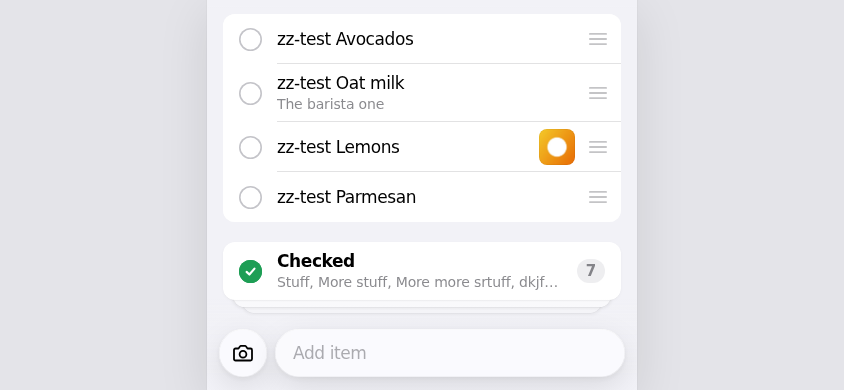 zz-test Avocados
zz-test Oat milk
The barista one
zz-test Lemons
zz-test Parmesan
Checked
Stuff, More stuff, More more srtuff, dkjf…
7
Add item